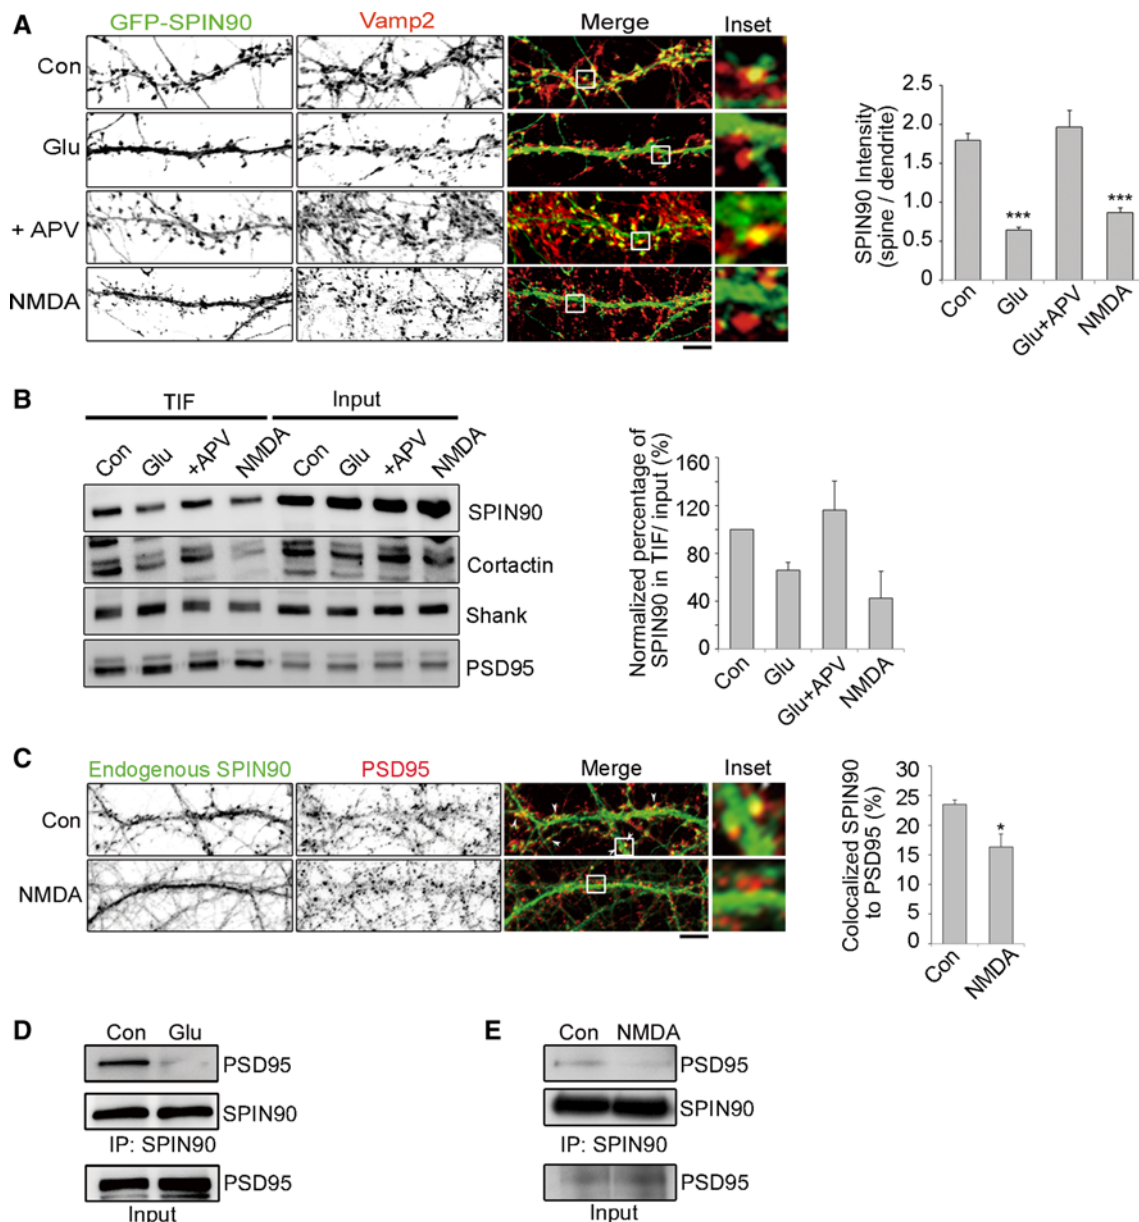 A
GFP-SPIN90 Vamp2 Merge Inset
Con
Glu
+ APV
NMDA
SPIN90 Intensity
(spine / dendrite)
2.5
2.0
1.5
1.0
0.5
0
***
***
Con Glu Glu+APV NMDA
B
TIF Input
Con Glu +APV NMDA Con Glu +APV NMDA
SPIN90
Cortactin
Shank
PSD95
Normalized percentage of
SPIN90 in TIF/ input (%)
160
120
80
40
0
Con Glu Glu+APV NMDA
C
Endogenous SPIN90 PSD95 Merge Inset
Con
NMDA
Colocalized SPIN90
to PSD95 (%)
30
25
20
15
10
5
0
*
Con NMDA
D
Con Glu
PSD95
SPIN90
IP: SPIN90
PSD95
Input
E
Con NMDA
PSD95
SPIN90
IP: SPIN90
PSD95
Input